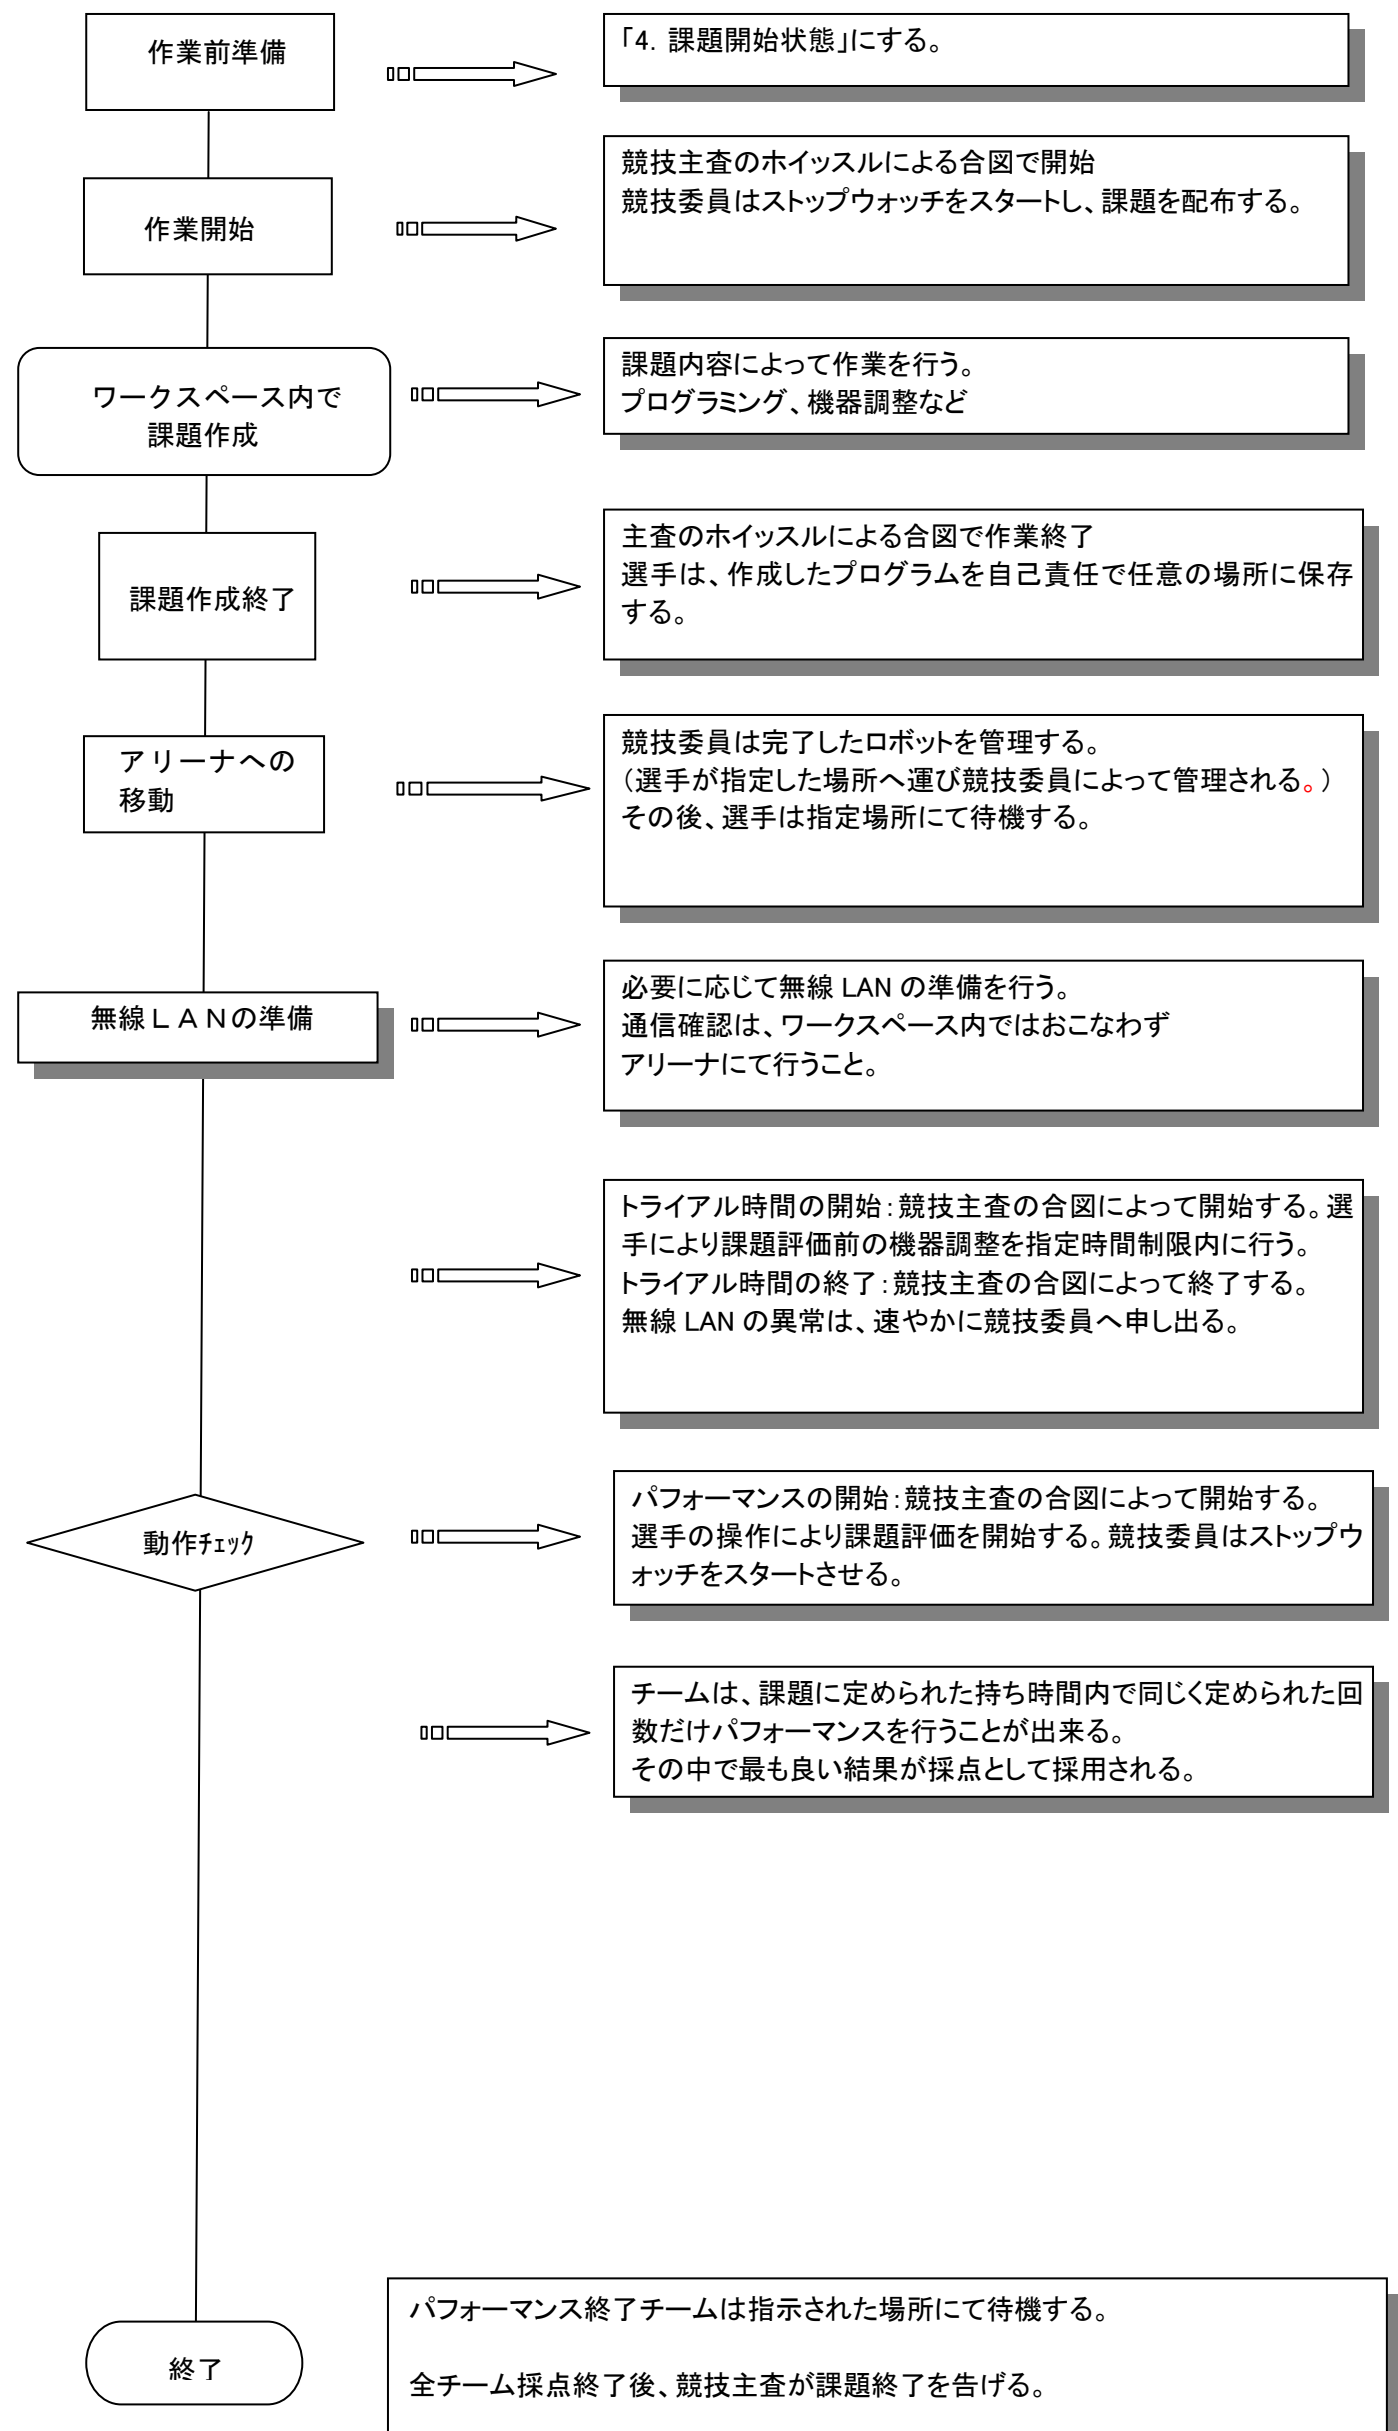 作業前準備
「4．課題開始状態」にする。
作業開始
競技主査のホイッスルによる合図で開始
競技委員はストップウォッチをスタートし、課題を配布する。
ワークスペース内で
課題作成
課題内容によって作業を行う。
プログラミング、機器調整など
課題作成終了
主査のホイッスルによる合図で作業終了
選手は、作成したプログラムを自己責任で任意の場所に保存
する。
アリーナへの
移動
競技委員は完了したロボットを管理する。
（選手が指定した場所へ運び競技委員によって管理される。）
その後、選手は指定場所にて待機する。
無線ＬＡＮの準備
必要に応じて無線 LAN の準備を行う。
通信確認は、ワークスペース内ではおこなわず
アリーナにて行うこと。
トライアル時間の開始：競技主査の合図によって開始する。選
手により課題評価前の機器調整を指定時間制限内に行う。
トライアル時間の終了：競技主査の合図によって終了する。
無線 LAN の異常は、速やかに競技委員へ申し出る。
動作ﾁｪｯｸ
パフォーマンスの開始：競技主査の合図によって開始する。
選手の操作により課題評価を開始する。競技委員はストップウ
ォッチをスタートさせる。
チームは、課題に定められた持ち時間内で同じく定められた回
数だけパフォーマンスを行うことが出来る。
その中で最も良い結果が採点として採用される。
終了
パフォーマンス終了チームは指示された場所にて待機する。
全チーム採点終了後、競技主査が課題終了を告げる。